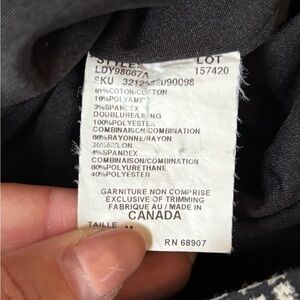 STYLE: LOT
LDY98067A 157420
SKU
81%COTON/COTTON
16%POLYAMIDE
3%SPANDEX
DOUBLURE/LINING
100%POLYESTER
COMBINAISON/COMBINATION
66%RAYONNE/RAYON
30%NYLON
4%SPANDEX
COMBINAISON/COMBINATION
60%POLYURETHANE
40%POLYESTER
GARNITURE NON COMPRISE
EXCLUSIVE OF TRIMMING
FABRIQUE AU / MADE IN
CANADA
TAILLE
RN 68907